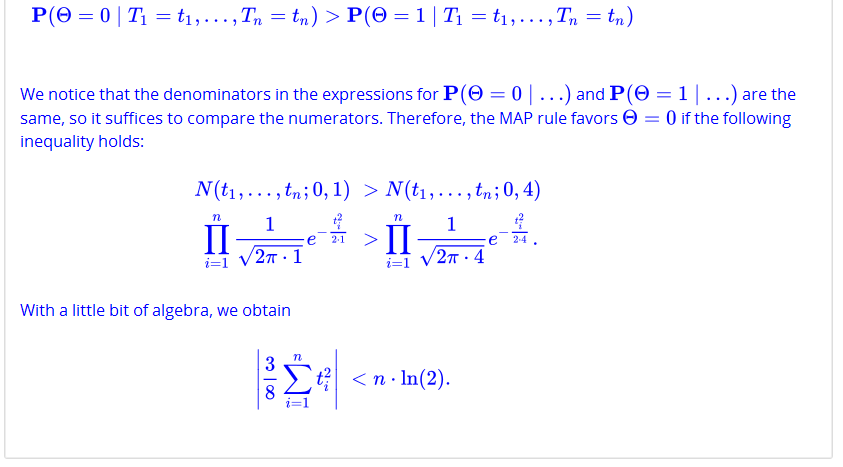 P(Θ = 0 | T₁ = t₁, . . . , Tₙ = tₙ) > P(Θ = 1 | T₁ = t₁, . . . , Tₙ = tₙ)
We notice that the denominators in the expressions for P(Θ = 0 | . . .) and P(Θ = 1 | . . .) are the
same, so it suffices to compare the numerators. Therefore, the MAP rule favors Θ = 0 if the following
inequality holds:
N(t₁, . . . , tₙ; 0, 1) > N(t₁, . . . , tₙ; 0, 4)
∏ᵢ₌₁ⁿ 1/√(2π · 1) e^(−tᵢ²/(2·1)) > ∏ᵢ₌₁ⁿ 1/√(2π · 4) e^(−tᵢ²/(2·4)).
With a little bit of algebra, we obtain
|3/8 ∑ᵢ₌₁ⁿ tᵢ²| < n · ln(2).